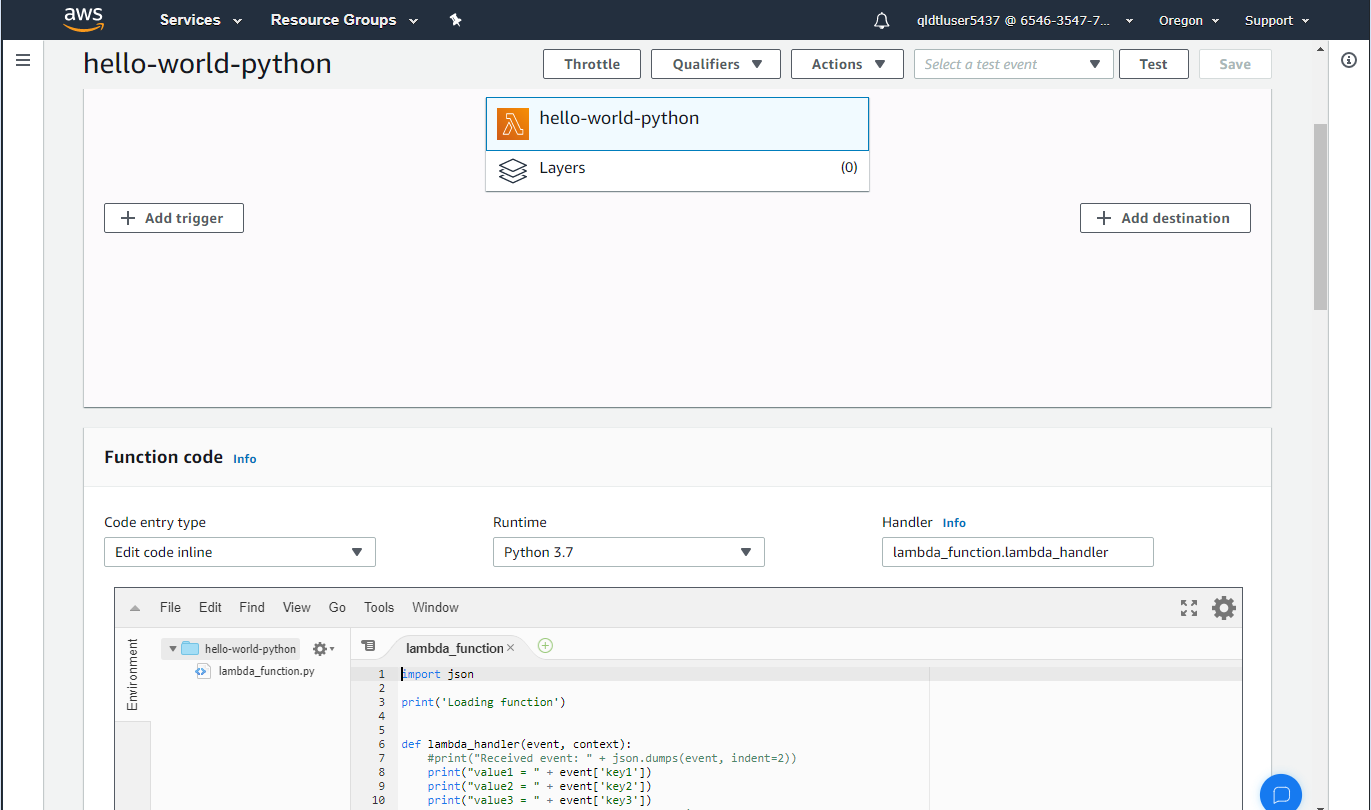 aws Services Resource Groups qldtluser5437 @ 6546-3547-7... Oregon Support
hello-world-python Throttle Qualifiers Actions Select a test event Test Save
hello-world-python
Layers (0)
+ Add trigger + Add destination
Function code Info
Code entry type Runtime Handler Info
Edit code inline Python 3.7 lambda_function.lambda_handler
File Edit Find View Go Tools Window
Environment
hello-world-python
lambda_function.py
lambda_function ×
1 import json
2
3 print('Loading function')
4
5
6 def lambda_handler(event, context):
7 #print("Received event: " + json.dumps(event, indent=2))
8 print("value1 = " + event['key1'])
9 print("value2 = " + event['key2'])
10 print("value3 = " + event['key3'])